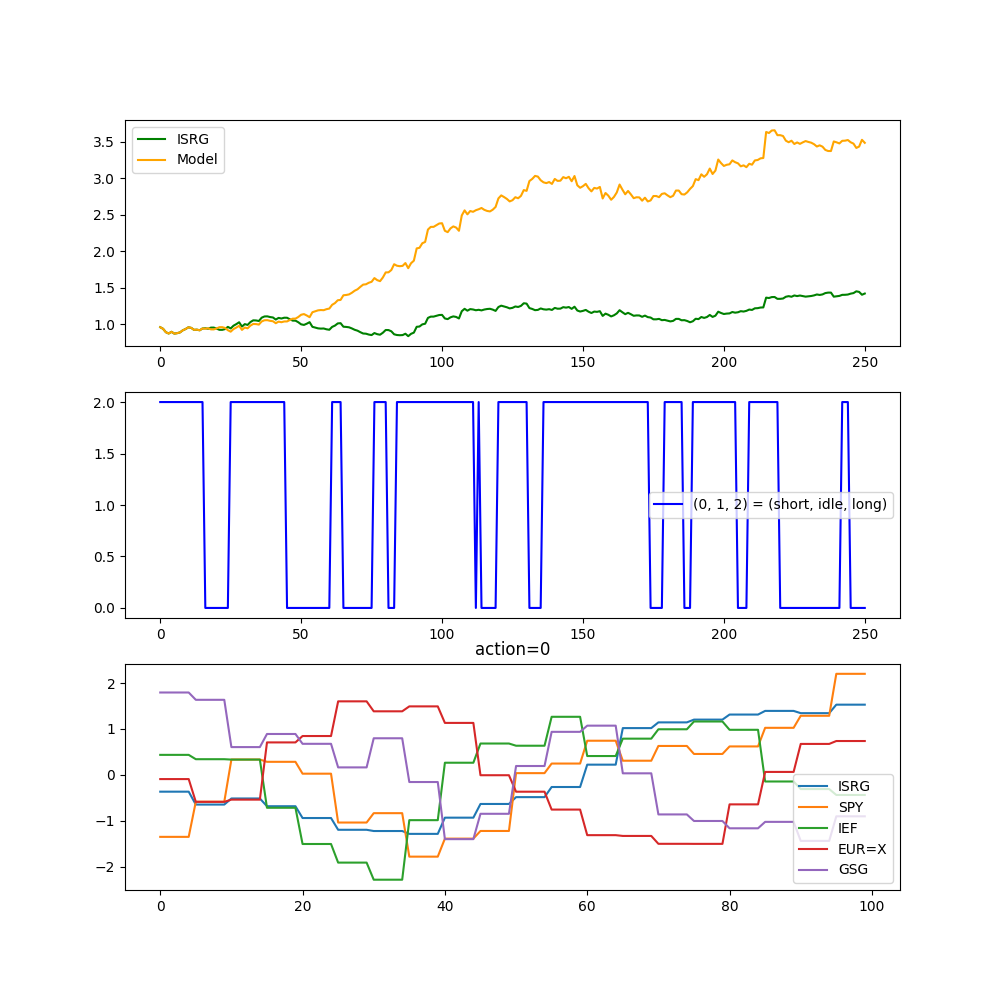 3.5
3.0
2.5
2.0
1.5
1.0
ISRG
Model
0 50 100 150 200 250
2.0
1.5
1.0
0.5
0.0
(0, 1, 2) = (short, idle, long)
0 50 100 150 200 250
action=0
2
1
0
−1
−2
ISRG
SPY
IEF
EUR=X
GSG
0 20 40 60 80 100